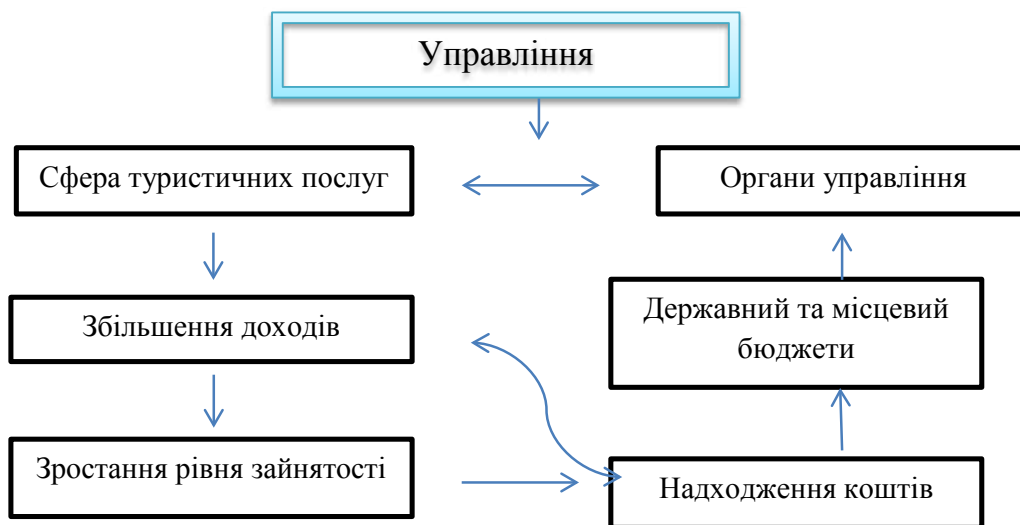 Управління
Сфера туристичних послуг
Органи управління
Збільшення доходів
Державний та місцевий
бюджети
Зростання рівня зайнятості
Надходження коштів